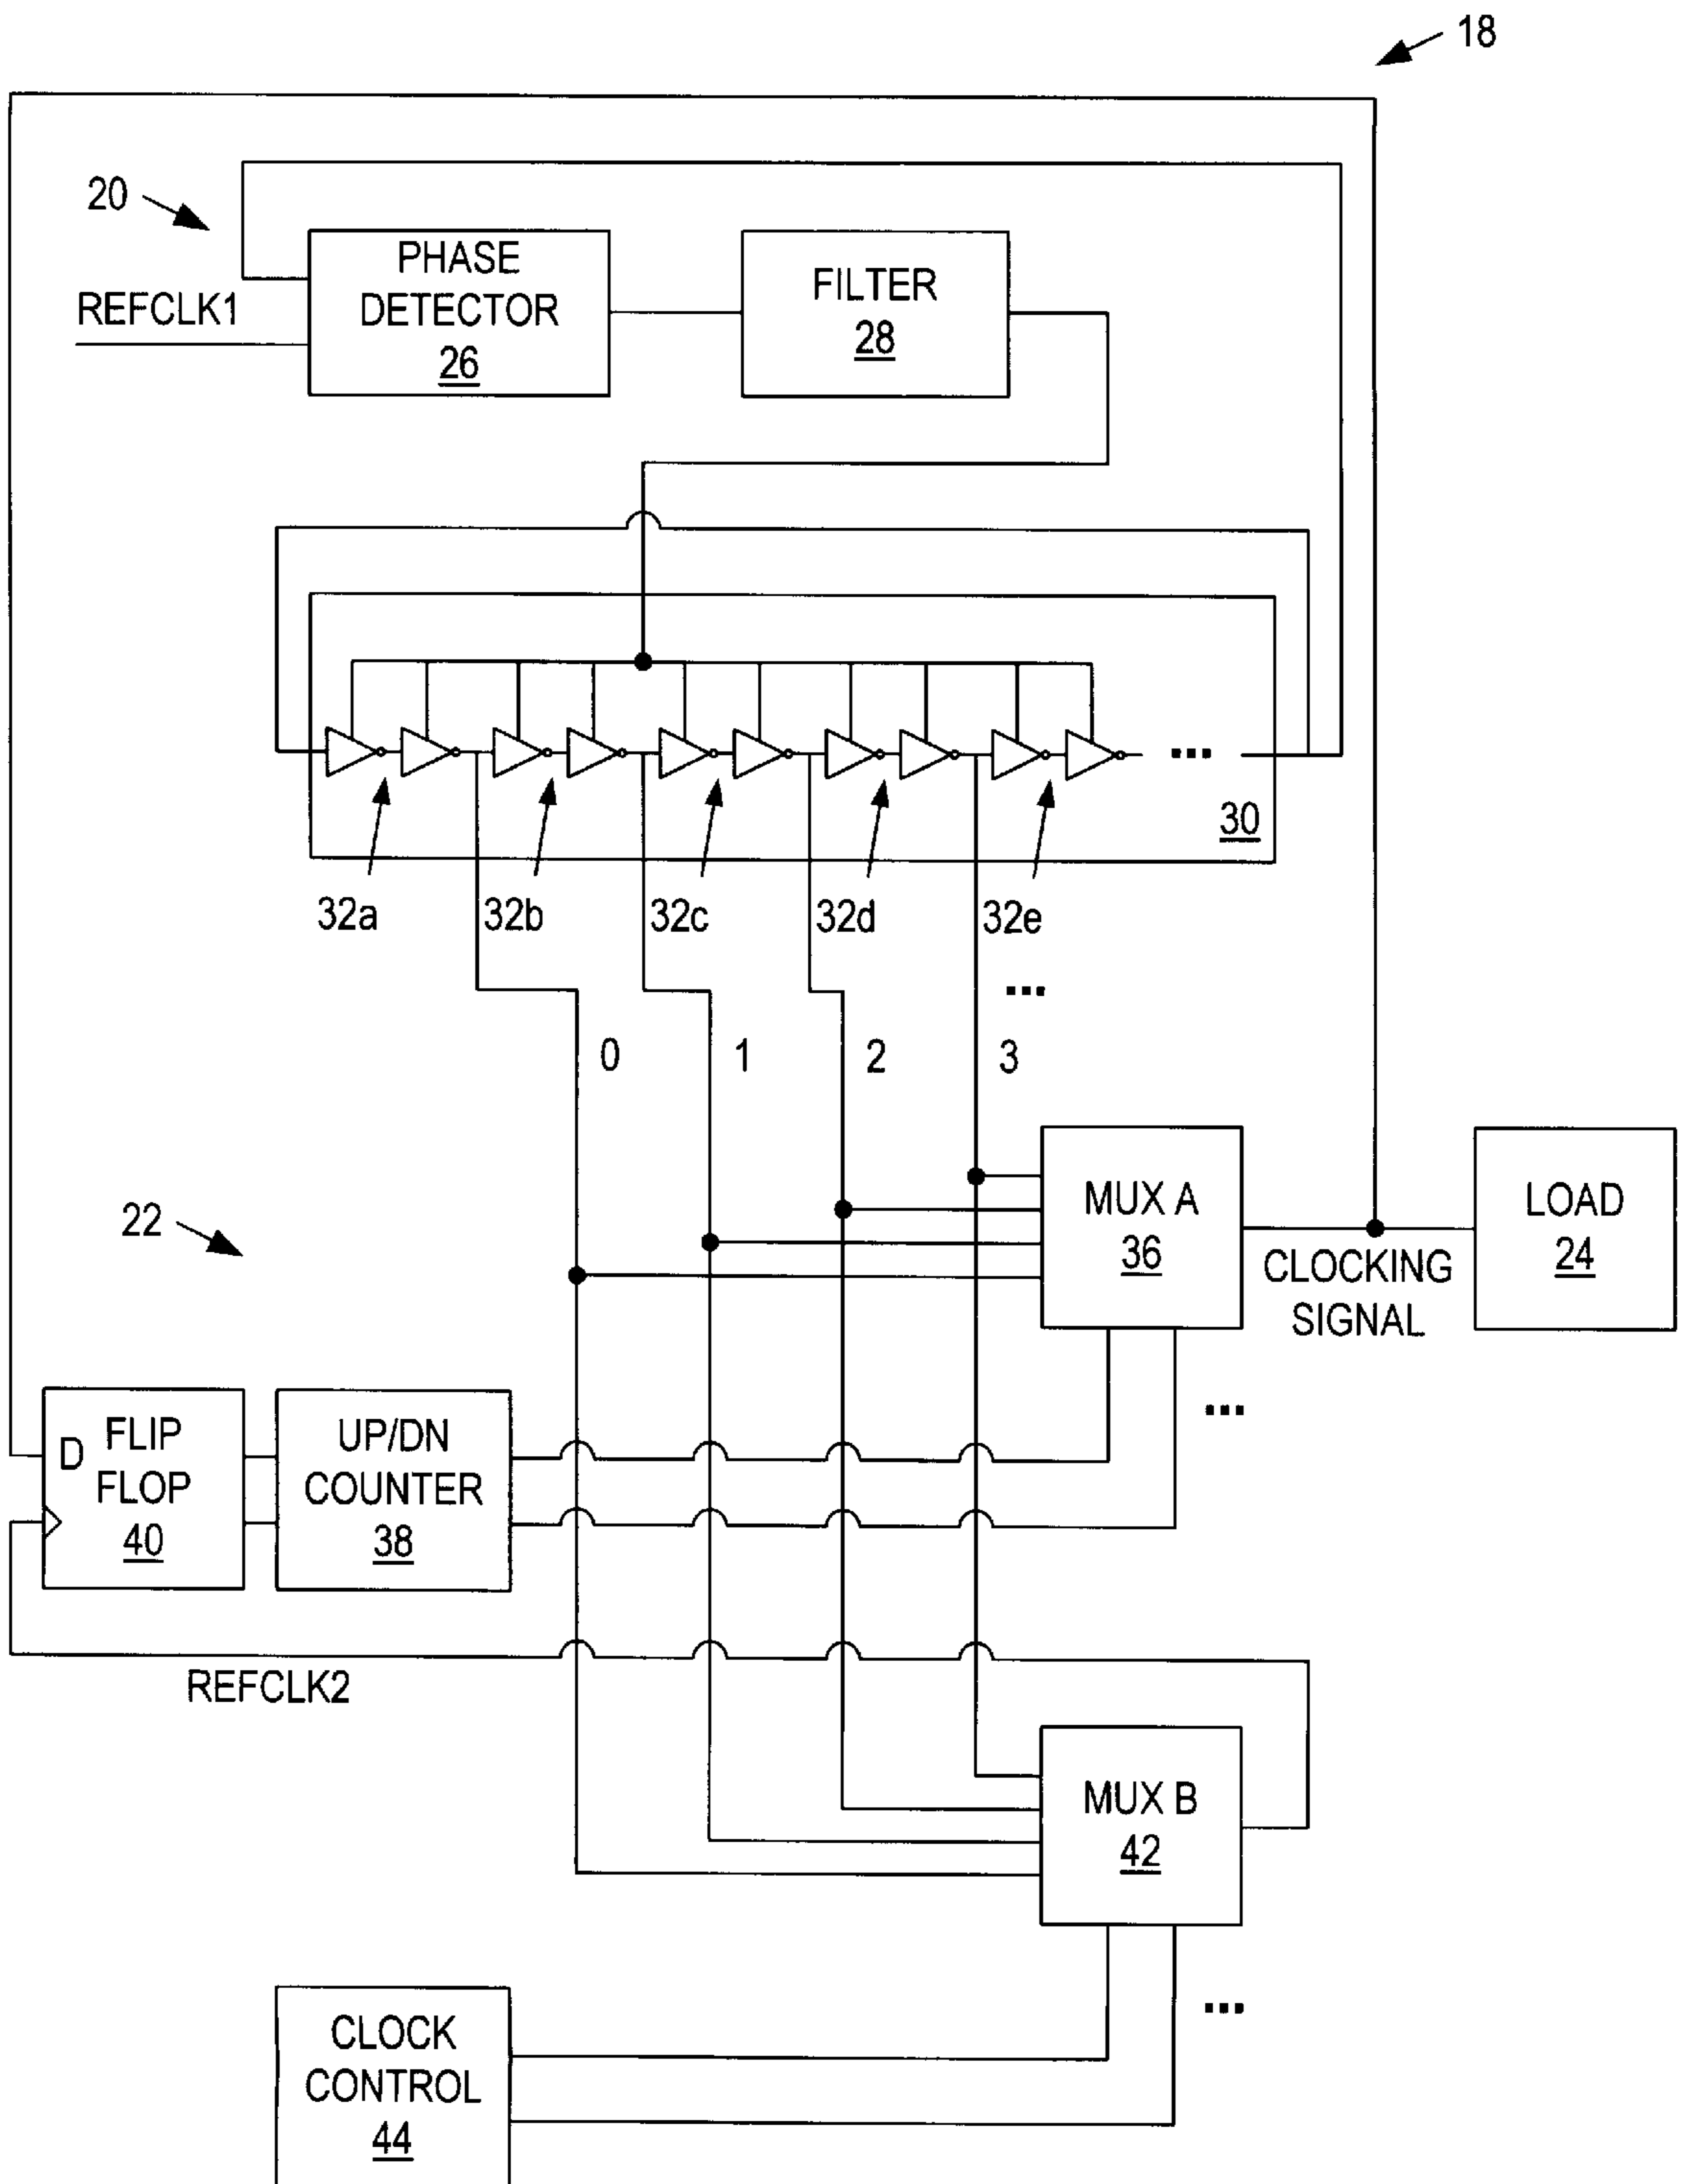 18
20
PHASE
DETECTOR
26
FILTER
28
REFCLK1
...
30
32a
32b
32c
32d
32e
...
0
1
2
3
22
MUX A
36
CLOCKING
SIGNAL
LOAD
24
...
D
FLIP
FLOP
40
UP/DN
COUNTER
38
REFCLK2
MUX B
42
...
CLOCK
CONTROL
44